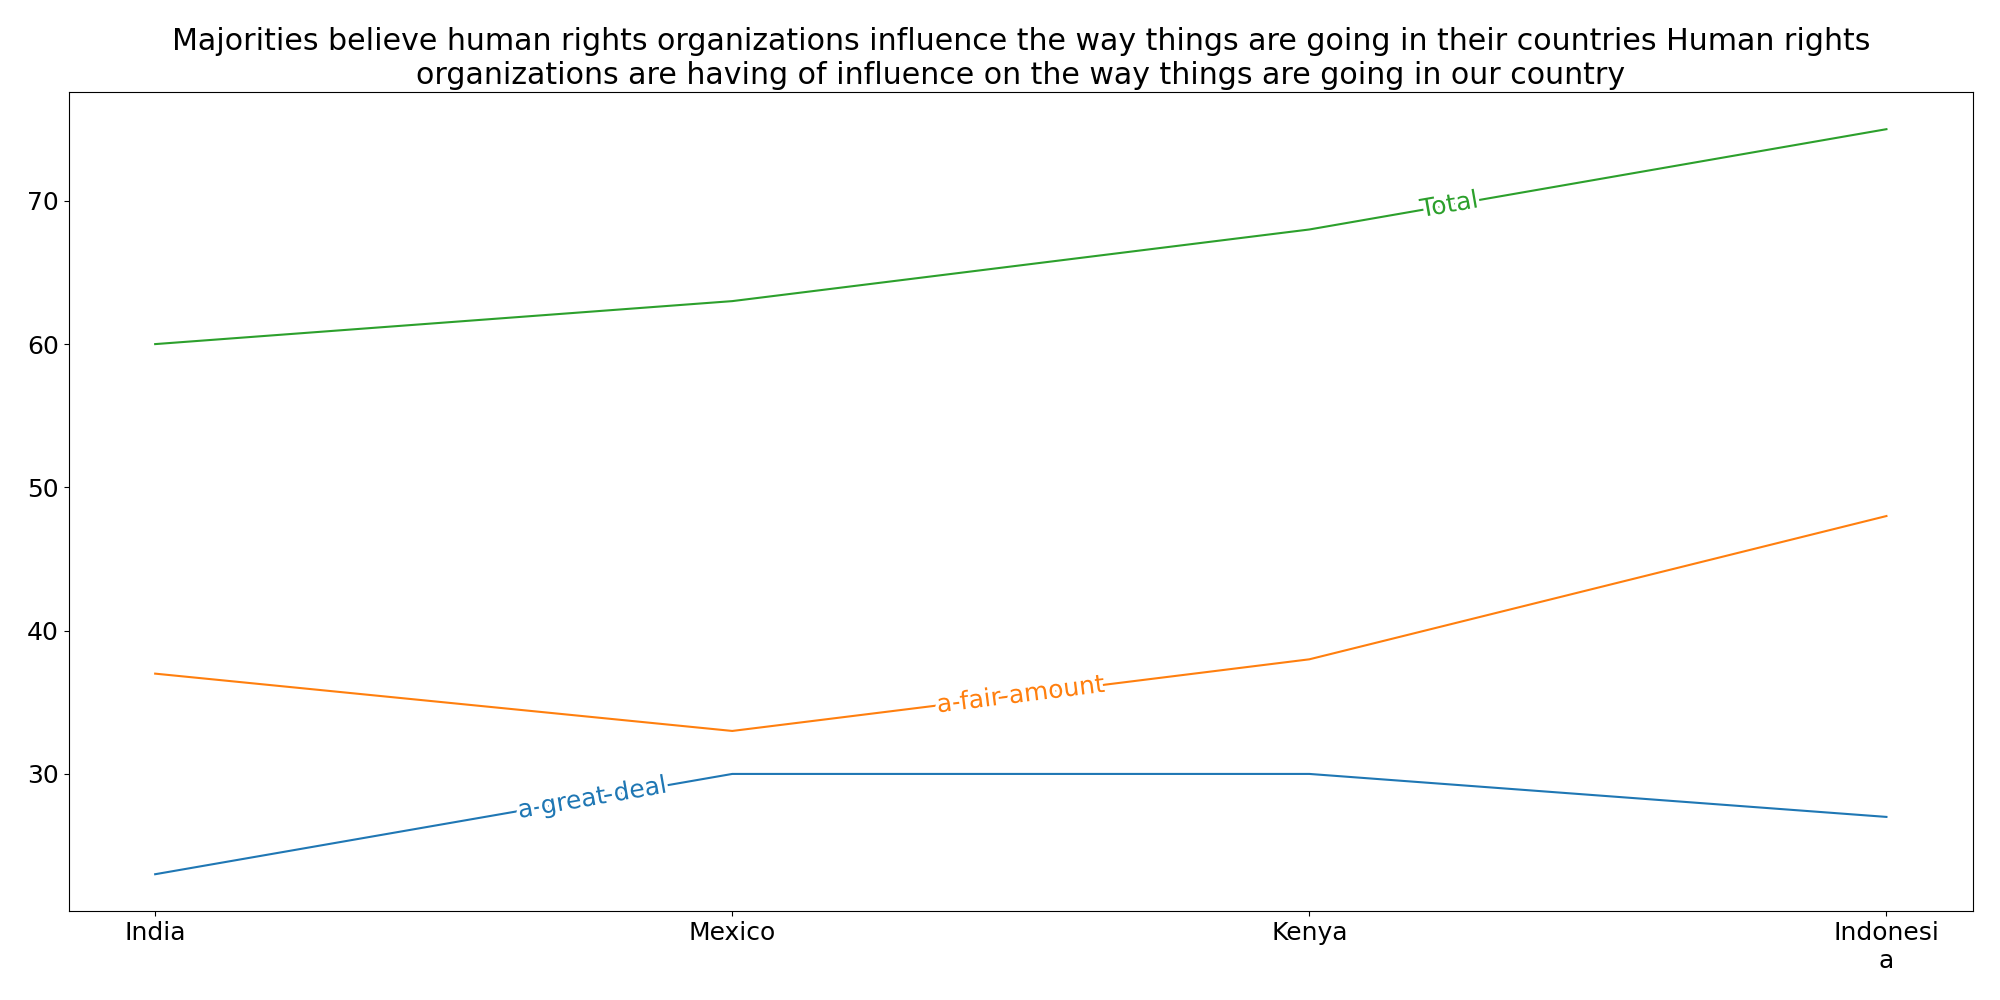 Majorities believe human rights organizations influence the way things are going in their countries Human rights
organizations are having of influence on the way things are going in our country
70
60
50
40
30
Total
a-fair-amount
a-great-deal
India
Mexico
Kenya
Indonesi
a